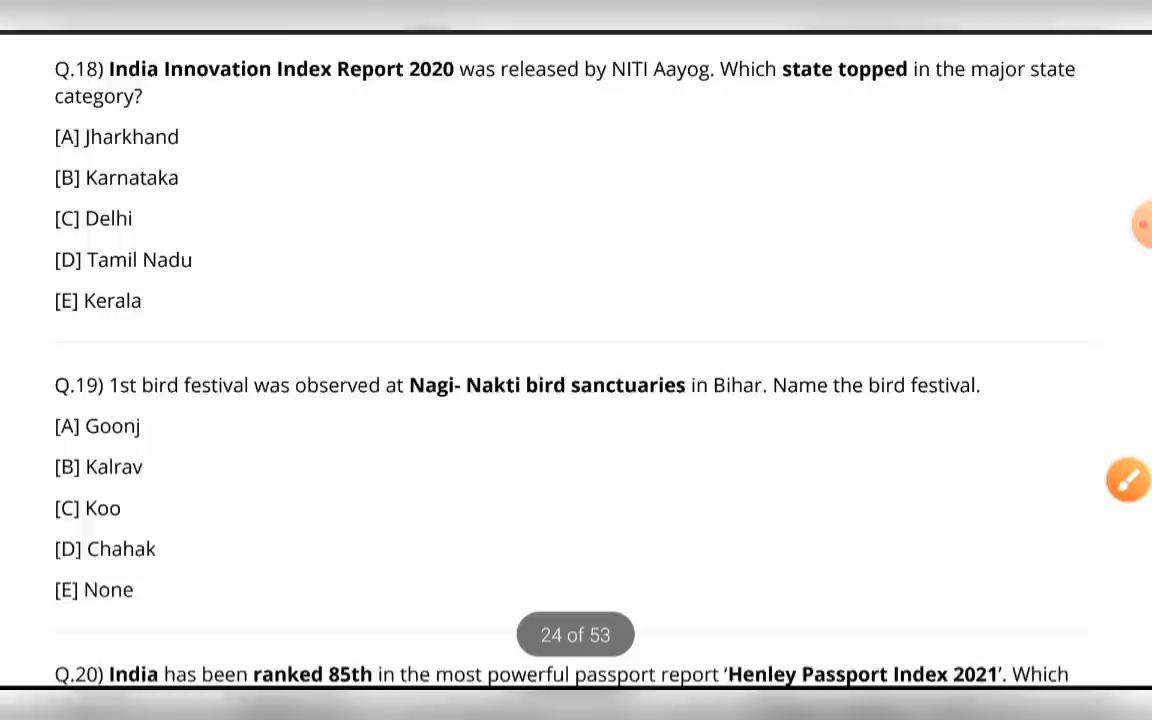 Q.18) India Innovation Index Report 2020 was released by NITI Aayog. Which state topped in the major state
category?
[A] Jharkhand
[B] Karnataka
[C] Delhi
[D] Tamil Nadu
[E] Kerala
Q.19) 1st bird festival was observed at Nagi- Nakti bird sanctuaries in Bihar. Name the bird festival.
[A] Goonj
[B] Kalrav
[C] Koo
[D] Chahak
[E] None
24 of 53
Q.20) India has been ranked 85th in the most powerful passport report ‘Henley Passport Index 2021’. Which